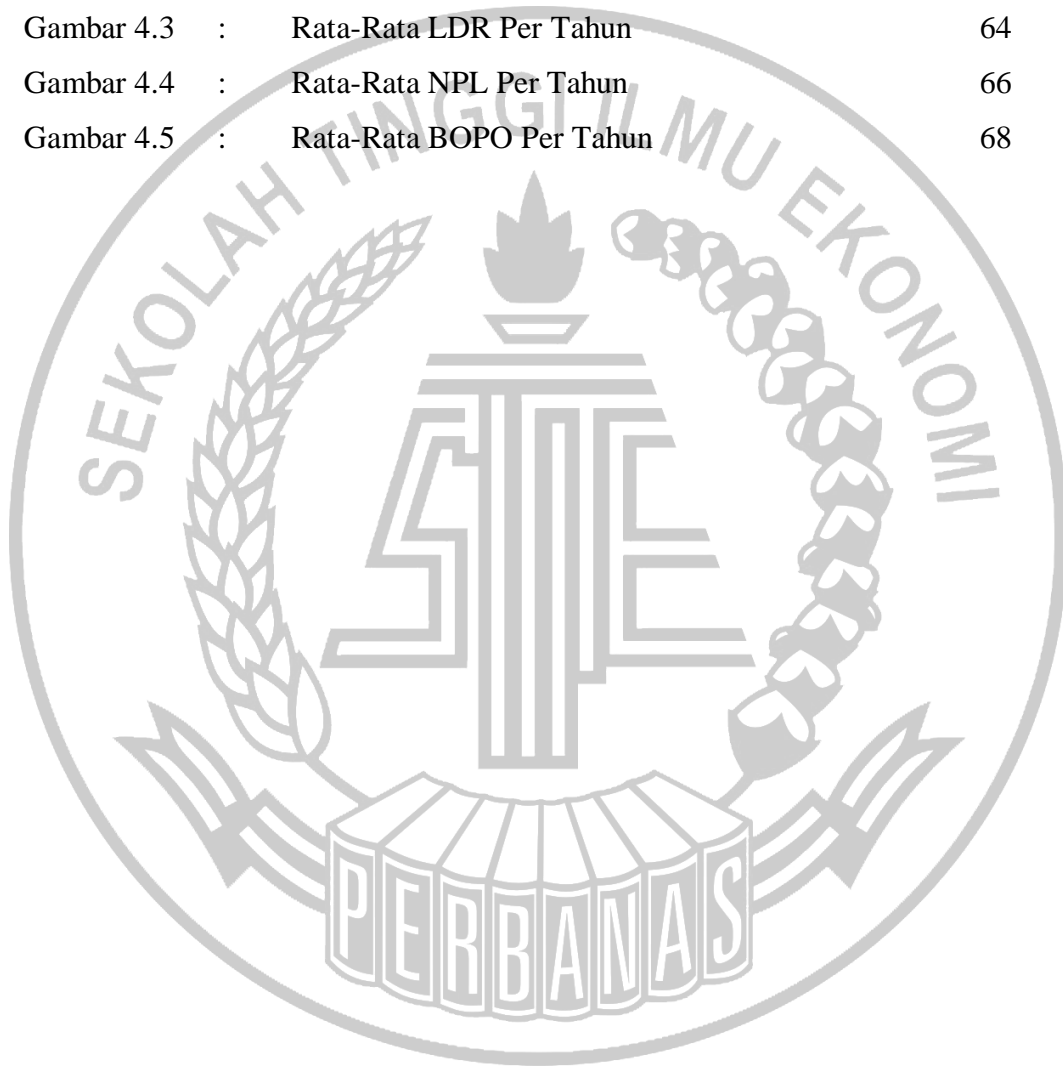 Gambar 4.3 : Rata-Rata LDR Per Tahun 64
Gambar 4.4 : Rata-Rata NPL Per Tahun 66
Gambar 4.5 : Rata-Rata BOPO Per Tahun 68
SEKOLAH TINGGI ILMU EKONOMI
STIE
PERBANAS